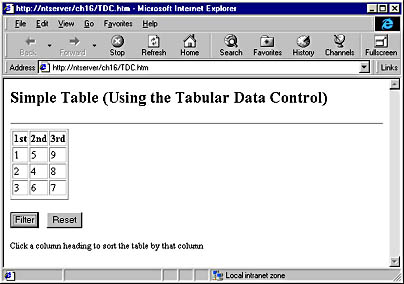 http://ntserver/ch16/TDC.htm - Microsoft Internet Explorer
File Edit View Go Favorites Help
Back Forward Stop Refresh Home Search Favorites History Channels Fullscreen
Address http://ntserver/ch16/TDC.htm Links
Simple Table (Using the Tabular Data Control)
1st 2nd 3rd
1 5 9
2 4 8
3 6 7
Filter Reset
Click a column heading to sort the table by that column
Local intranet zone